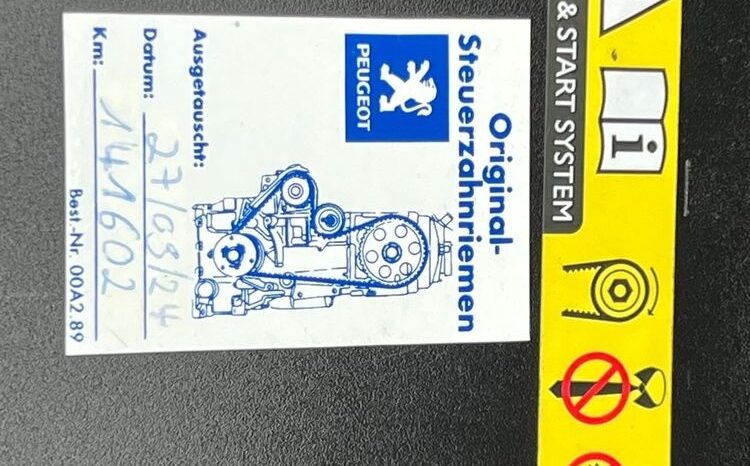 Original-
Steuerzahnriemen
PEUGEOT
Ausgetauscht:
Datum: 27/03/24
Km: 141602
Best.-Nr. 00A2.89
& START SYSTEM
i